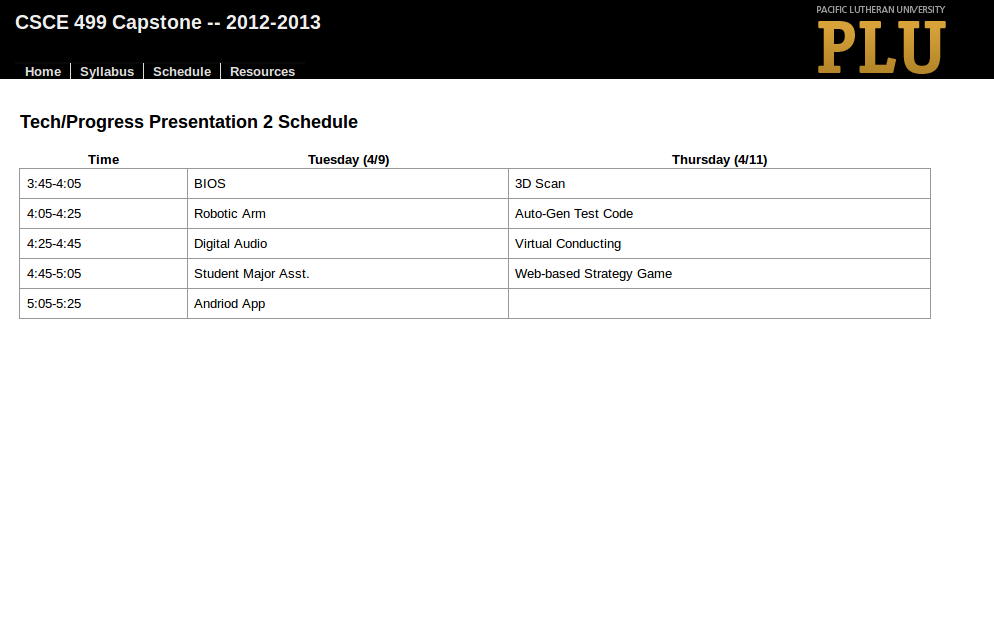 CSCE 499 Capstone -- 2012-2013
PACIFIC LUTHERAN UNIVERSITY
PLU
Home Syllabus Schedule Resources
Tech/Progress Presentation 2 Schedule
Time Tuesday (4/9) Thursday (4/11)
3:45-4:05 BIOS 3D Scan
4:05-4:25 Robotic Arm Auto-Gen Test Code
4:25-4:45 Digital Audio Virtual Conducting
4:45-5:05 Student Major Asst. Web-based Strategy Game
5:05-5:25 Andriod App